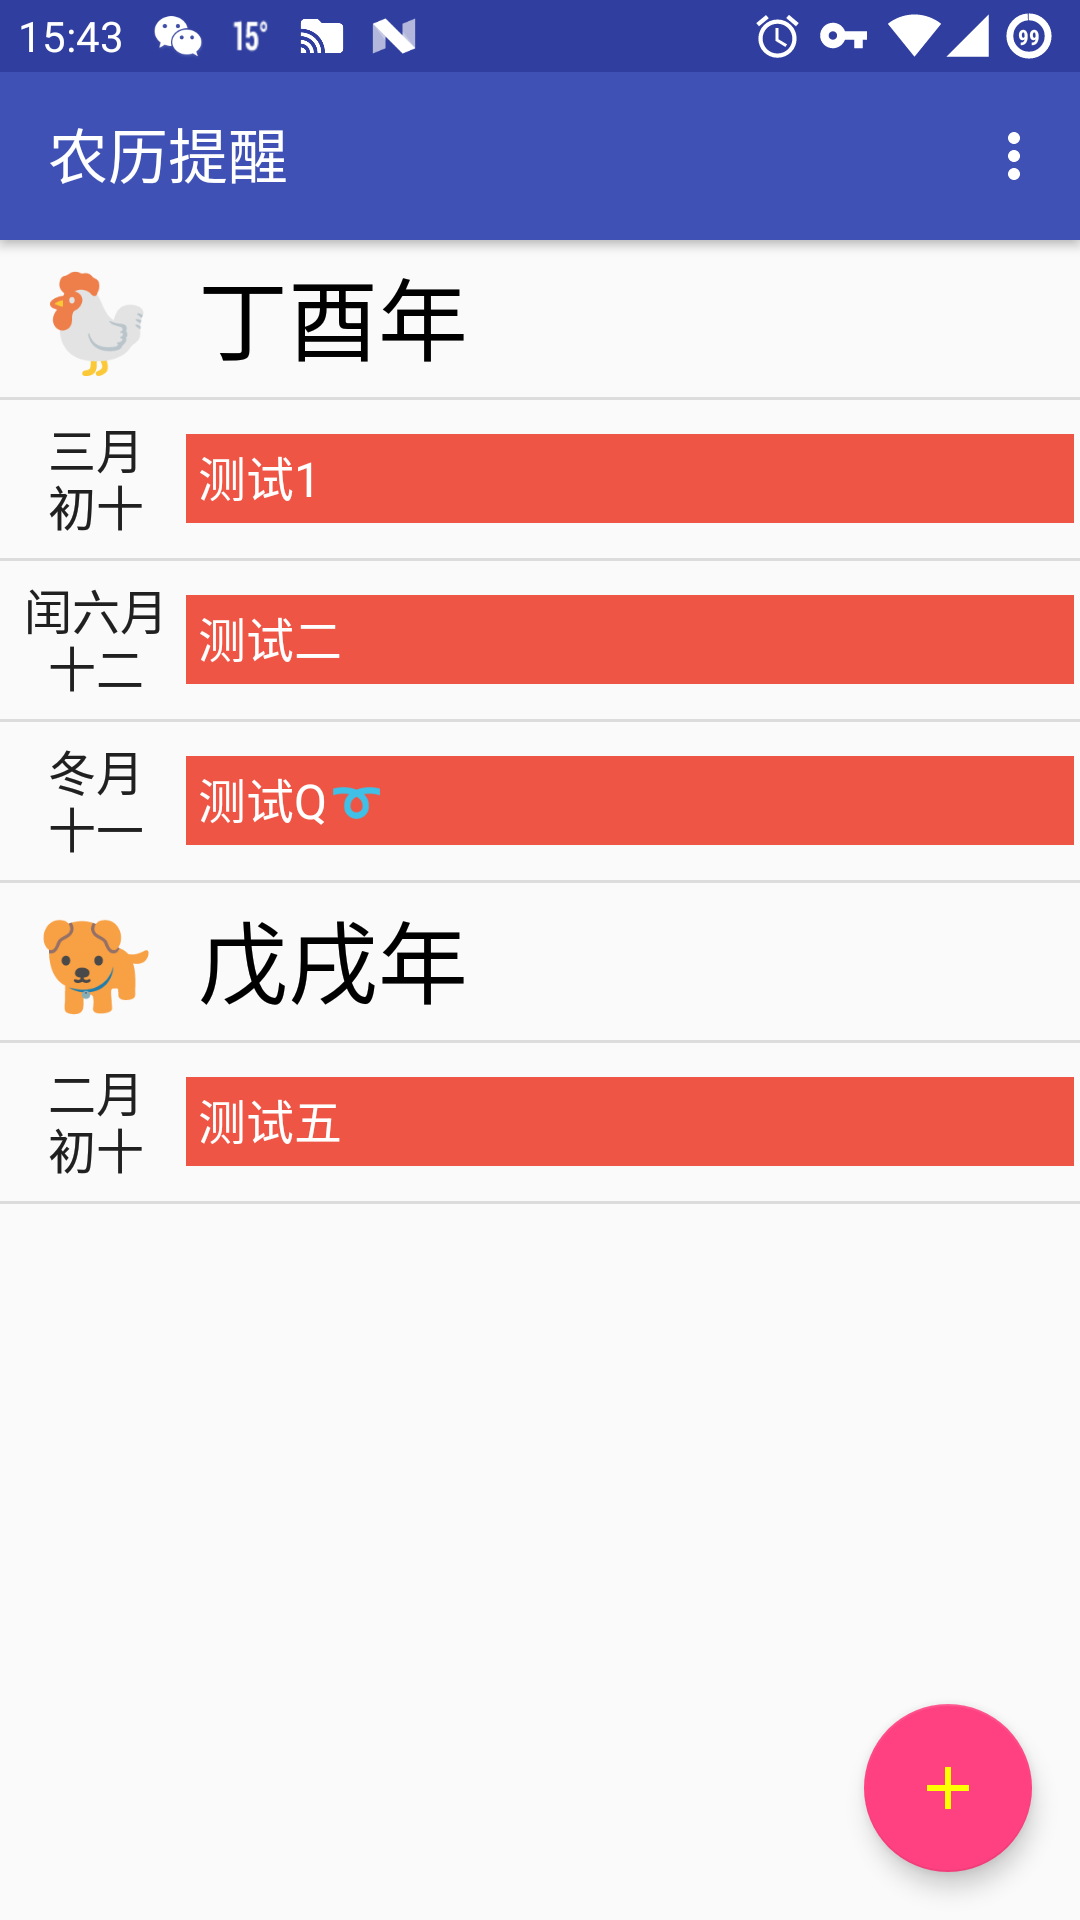 15:43 15° 99
农历提醒
丁酉年
三月
初十
测试1
闰六月
十二
测试二
冬月
十一
测试Q➰
戊戌年
二月
初十
测试五